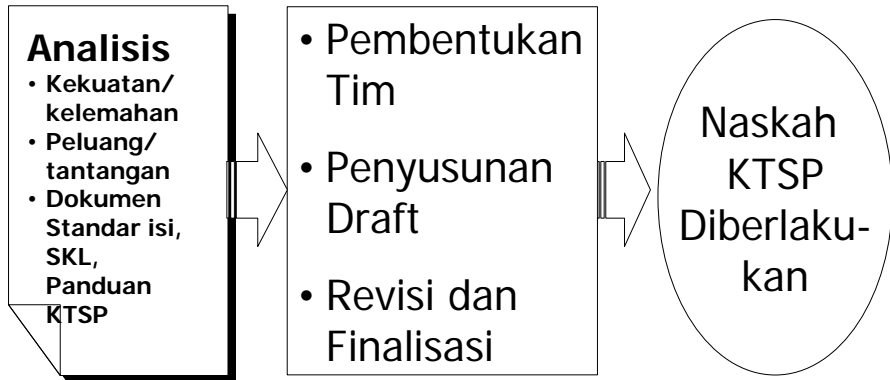 Analisis
• Kekuatan/
kelemahan
• Peluang/
tantangan
• Dokumen
Standar isi,
SKL,
Panduan
KTSP
• Pembentukan
Tim
• Penyusunan
Draft
• Revisi dan
Finalisasi
Naskah
KTSP
Diberlaku-
kan